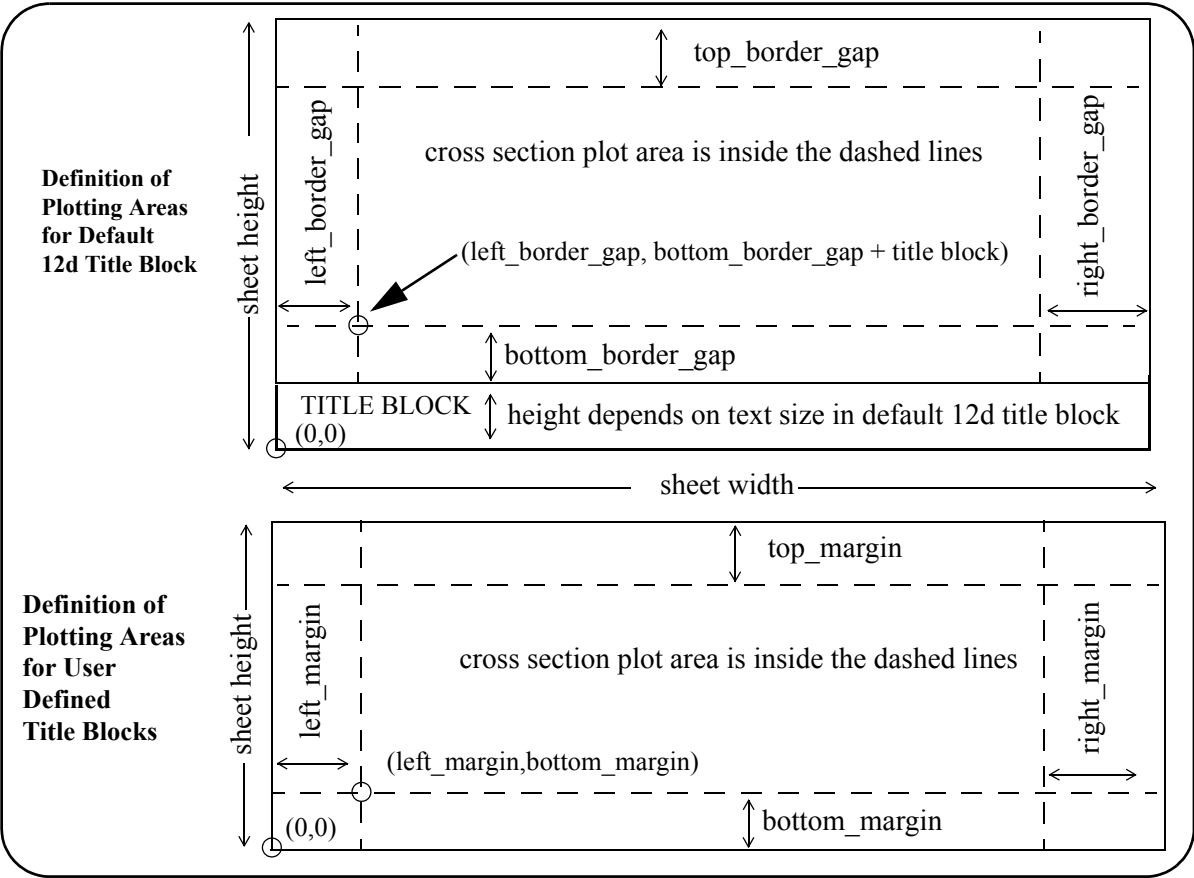 top_border_gap
left_border_gap
right_border_gap
cross section plot area is inside the dashed lines
Definition of
Plotting Areas
for Default
12d Title Block
sheet height
(left_border_gap, bottom_border_gap + title block)
bottom_border_gap
TITLE BLOCK
height depends on text size in default 12d title block
(0,0)
sheet width
top_margin
Definition of
Plotting Areas
for User
Defined
Title Blocks
sheet height
left_margin
right_margin
cross section plot area is inside the dashed lines
(left_margin,bottom_margin)
(0,0)
bottom_margin